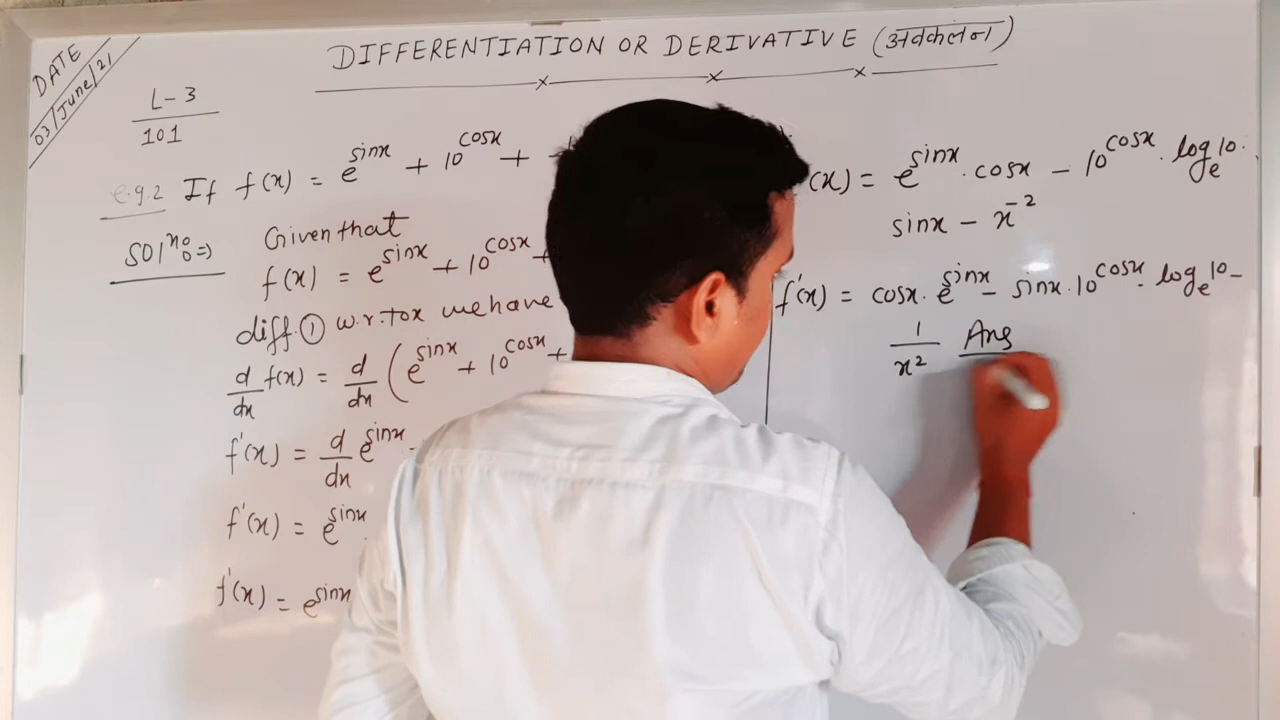 DATE
03/June/21
DIFFERENTIATION OR DERIVATIVE (अवकलन)
L-3
101
e.g.2 If f(x) = e^sinx + 10^cosx +
Sol^n => Given that
f(x) = e^sinx + 10^cosx +
diff. ① w.r.to x we have
d/dx f(x) = d/dx (e^sinx + 10^cosx +
f'(x) = d/dx e^sinx
f'(x) = e^sinx
f'(x) = e^sinx
(x) = e^sinx . cosx - 10^cosx . log_e 10.
sinx - x^-2
f'(x) = cosx. e^sinx - sinx. 10^cosx . log_e 10 -
1/x² Ans